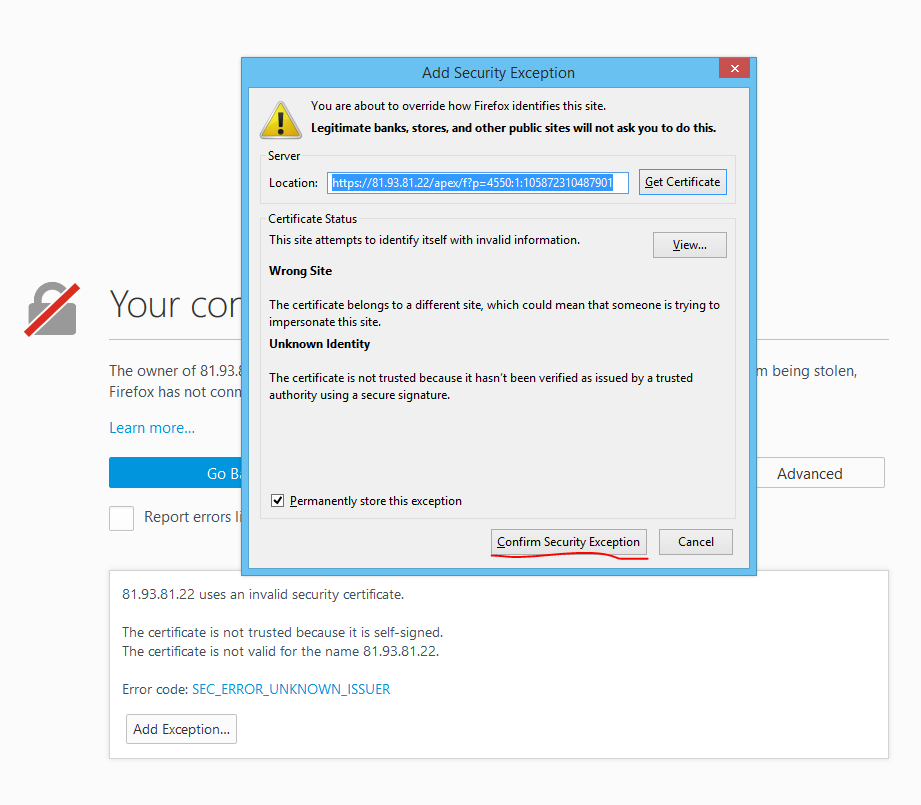 Add Security Exception
You are about to override how Firefox identifies this site.
Legitimate banks, stores, and other public sites will not ask you to do this.
Server
Location: https://81.93.81.22/apex/f?p=4550:1:105872310487901 Get Certificate
Certificate Status
This site attempts to identify itself with invalid information.
View...
Wrong Site
The certificate belongs to a different site, which could mean that someone is trying to
impersonate this site.
Unknown Identity
The certificate is not trusted because it hasn't been verified as issued by a trusted
authority using a secure signature.
Permanently store this exception
Confirm Security Exception Cancel
Your con
The owner of 81.93.8 m being stolen,
Firefox has not conn
Learn more...
Go Ba Advanced
Report errors li
81.93.81.22 uses an invalid security certificate.
The certificate is not trusted because it is self-signed.
The certificate is not valid for the name 81.93.81.22.
Error code: SEC_ERROR_UNKNOWN_ISSUER
Add Exception...